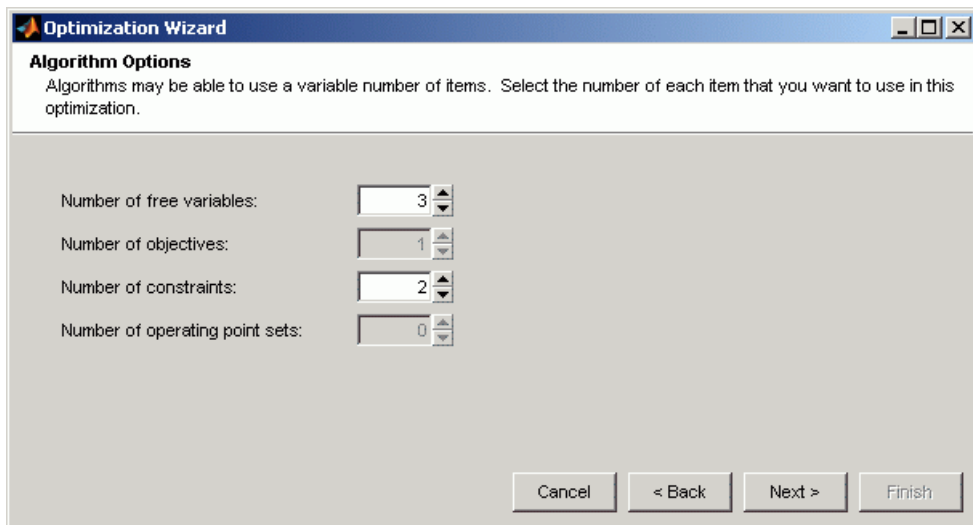 Optimization Wizard
Algorithm Options
Algorithms may be able to use a variable number of items.  Select the number of each item that you want to use in this
optimization.
Number of free variables: 3
Number of objectives: 1
Number of constraints: 2
Number of operating point sets: 0
Cancel < Back Next > Finish